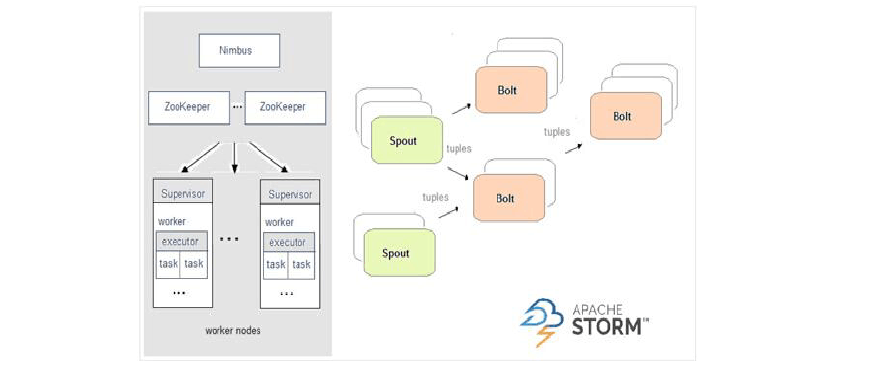 Nimbus
ZooKeeper ... ZooKeeper
Supervisor
worker
executor
task task
...
...
Supervisor
worker
executor
task task
...
worker nodes
Spout
tuples
Bolt
Spout
tuples
Bolt
tuples
Bolt
APACHE
STORM™